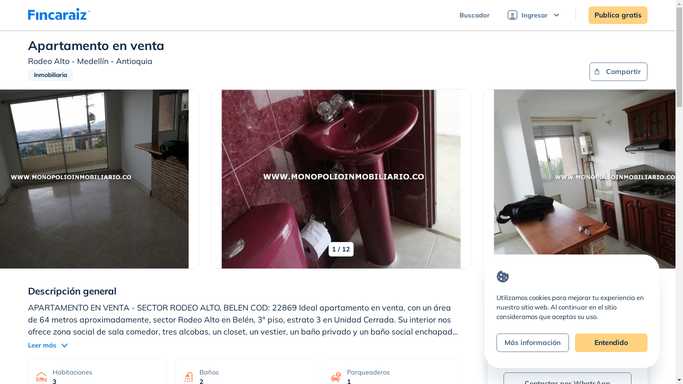 Fincaraiz
Buscador
Ingresar
Publica gratis
Apartamento en venta
Rodeo Alto - Medellín - Antioquia
Inmobiliaria
Compartir
WWW.MONOPOLIOINMOBILIARIO.CO
WWW.MONOPOLIOINMOBILIARIO.CO
WWW.MONOPOLIOINMOBILIARIO.CO
1 / 12
Descripción general
APARTAMENTO EN VENTA - SECTOR RODEO ALTO, BELEN COD: 22869 Ideal apartamento en venta, con un área
de 64 metros aproximadamente, sector Rodeo Alto en Belén, 3° piso, estrato 3 en Unidad Cerrada. Su interior nos
ofrece zona social de sala comedor, tres alcobas, un closet, un vestier, un baño privado y un baño social enchapad...
Leer más
Habitaciones
3
Baños
2
Parqueaderos
1
Utilizamos cookies para mejorar tu experiencia en
nuestro sitio web. Al continuar en el sitio
consideramos que aceptas su uso.
Más información
Entendido
Contactar por WhatsApp